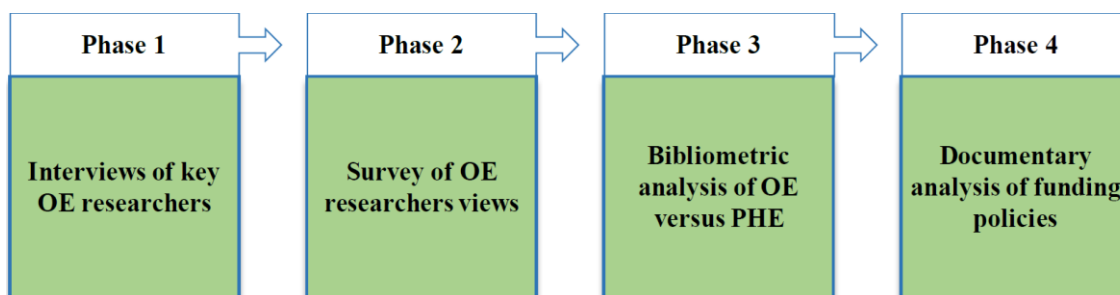 Phase 1
Phase 2
Phase 3
Phase 4
Interviews of key
OE researchers
Survey of OE
researchers views
Bibliometric
analysis of OE
versus PHE
Documentary
analysis of funding
policies